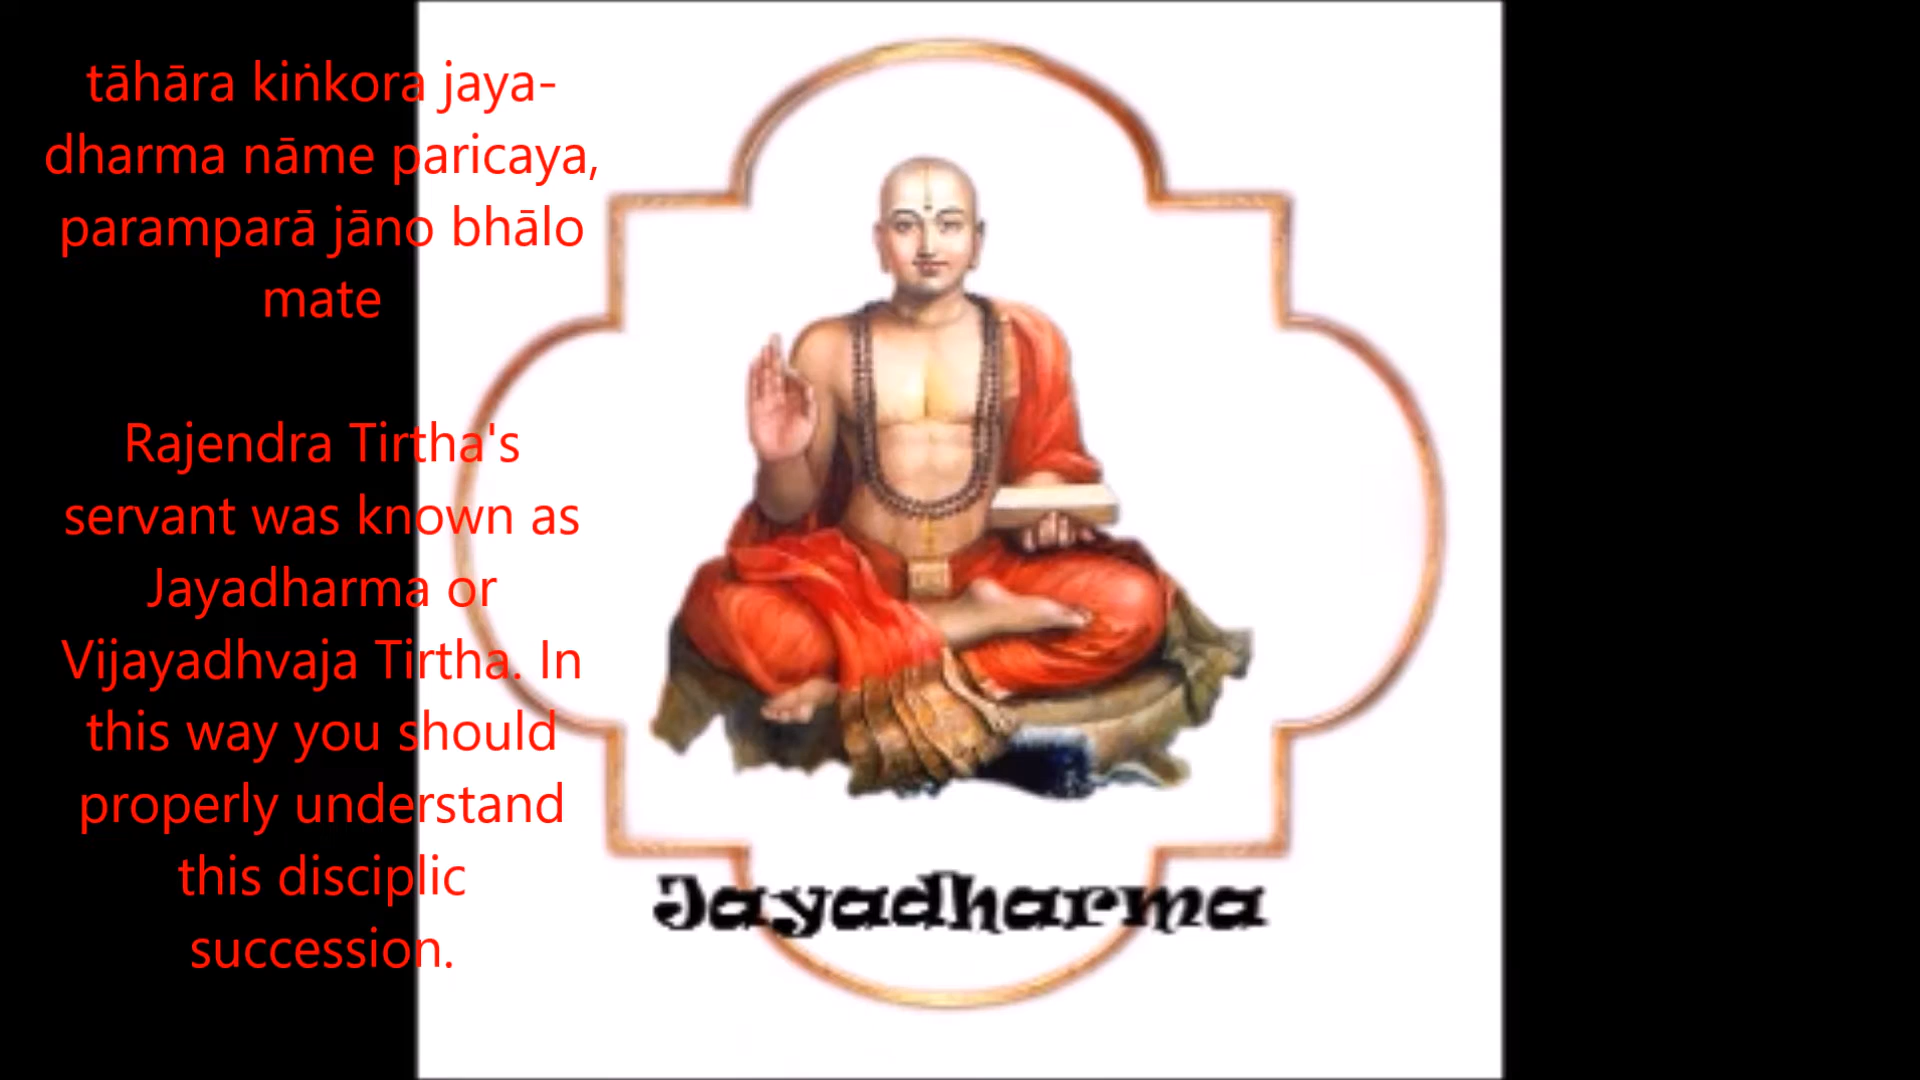 tāhāra kiṅkora jaya-
dharma nāme paricaya,
paramparā jāno bhālo
mate
Rajendra Tirtha's
servant was known as
Jayadharma or
Vijayadhvaja Tirtha. In
this way you should
properly understand
this disciplic
succession.
Jayadharma